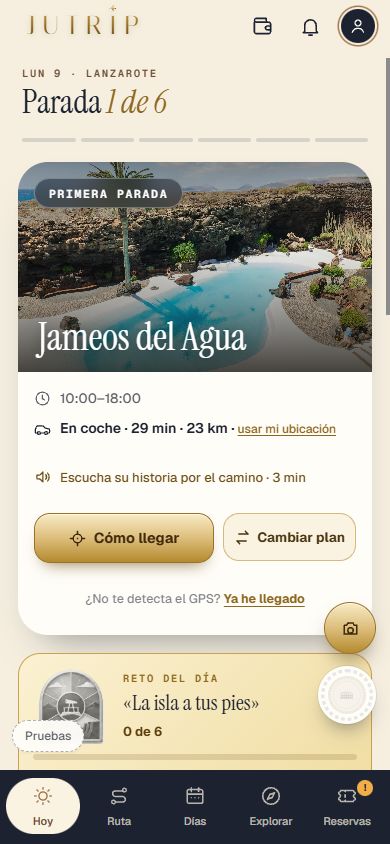 JUTRIP
LUN 9 · LANZAROTE
Parada 1 de 6
PRIMERA PARADA
Jameos del Agua
10:00–18:00
En coche · 29 min · 23 km · usar mi ubicación
Escucha su historia por el camino · 3 min
Cómo llegar
Cambiar plan
¿No te detecta el GPS? Ya he llegado
RETO DEL DÍA
«La isla a tus pies»
0 de 6
Pruebas
!
Hoy
Ruta
Días
Explorar
Reservas